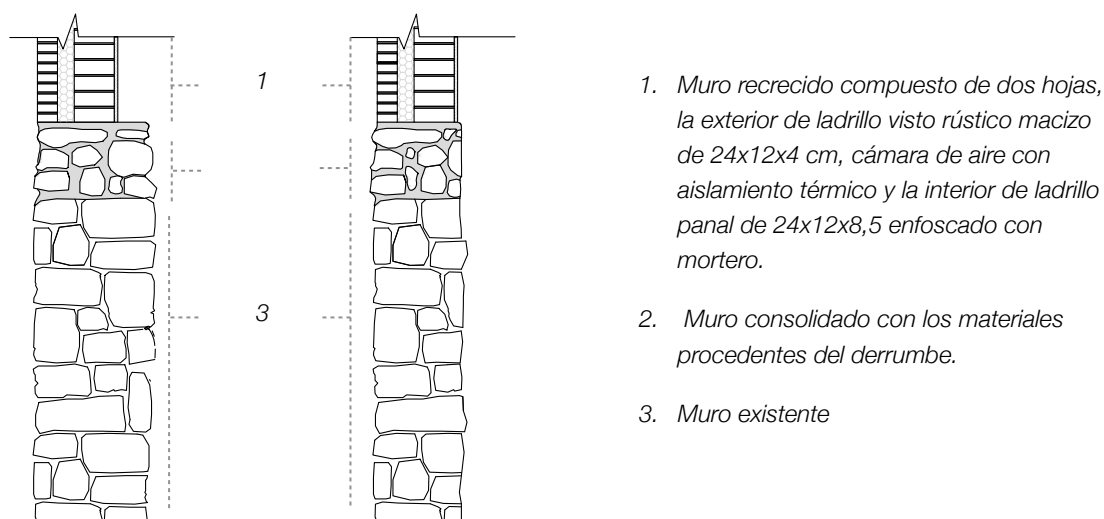 1
3
1. Muro recrecido compuesto de dos hojas,
la exterior de ladrillo visto rústico macizo
de 24x12x4 cm, cámara de aire con
aislamiento térmico y la interior de ladrillo
panal de 24x12x8,5 enfoscado con
mortero.
2. Muro consolidado con los materiales
procedentes del derrumbe.
3. Muro existente